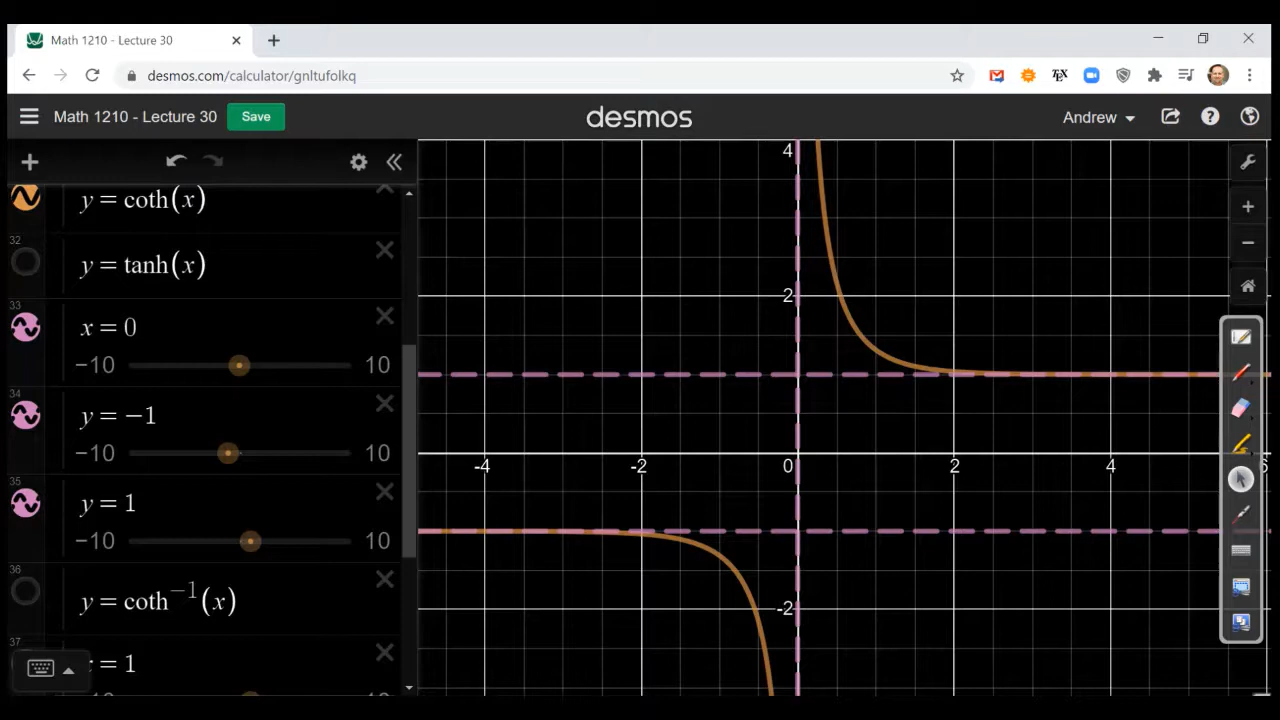 Math 1210 - Lecture 30
desmos.com/calculator/gnltufolkq
Math 1210 - Lecture 30
Save
desmos
Andrew
y = coth(x)
32
y = tanh(x)
33
x = 0
−10
10
34
y = −1
−10
10
35
y = 1
−10
10
36
y = coth⁻¹(x)
37
= 1
4
2
-4
-2
0
2
4
-2
TEX